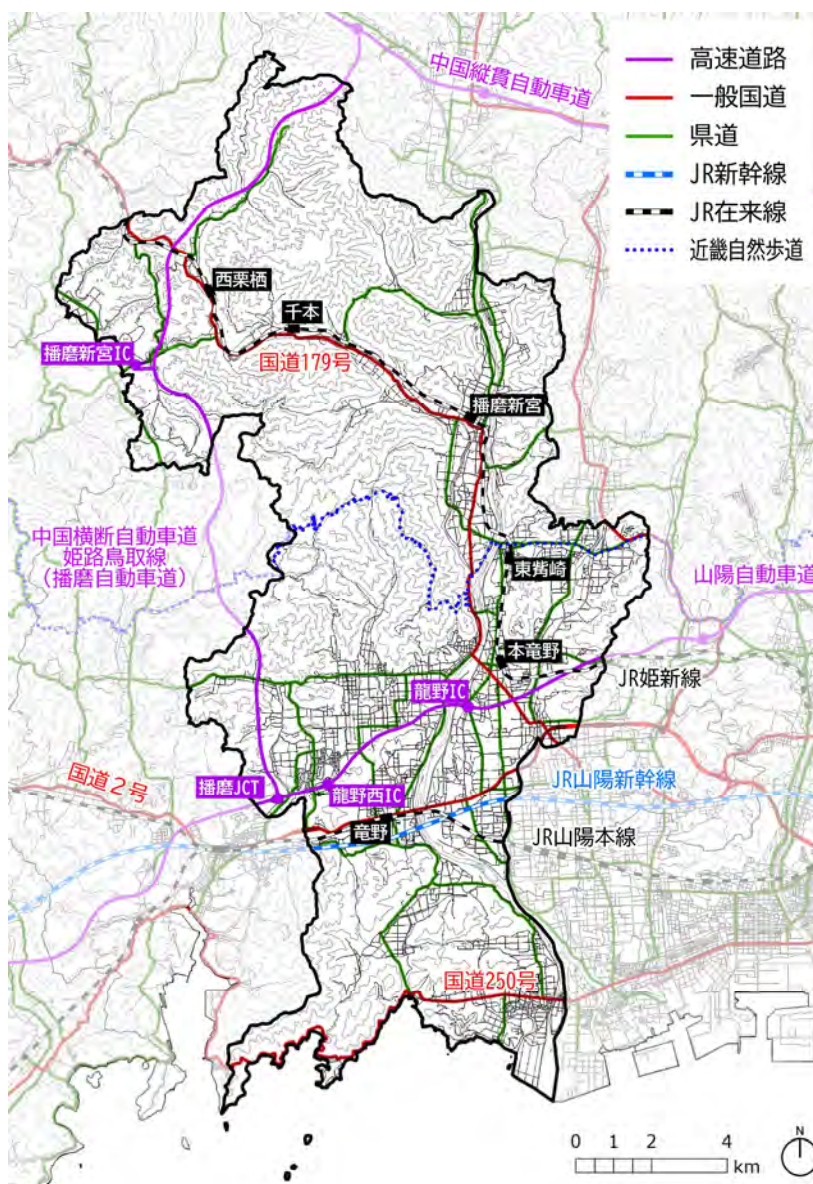 中国縦貫自動車道
高速道路
一般国道
県道
JR新幹線
JR在来線
近畿自然歩道
西栗栖
千本
播磨新宮IC
国道179号
播磨新宮
中国横断自動車道
姫路鳥取線
（播磨自動車道）
東觜崎
山陽自動車道
本竜野
JR姫新線
龍野IC
国道２号
播磨JCT
龍野西IC
JR山陽新幹線
竜野
JR山陽本線
国道250号
N
0 1 2 4
km